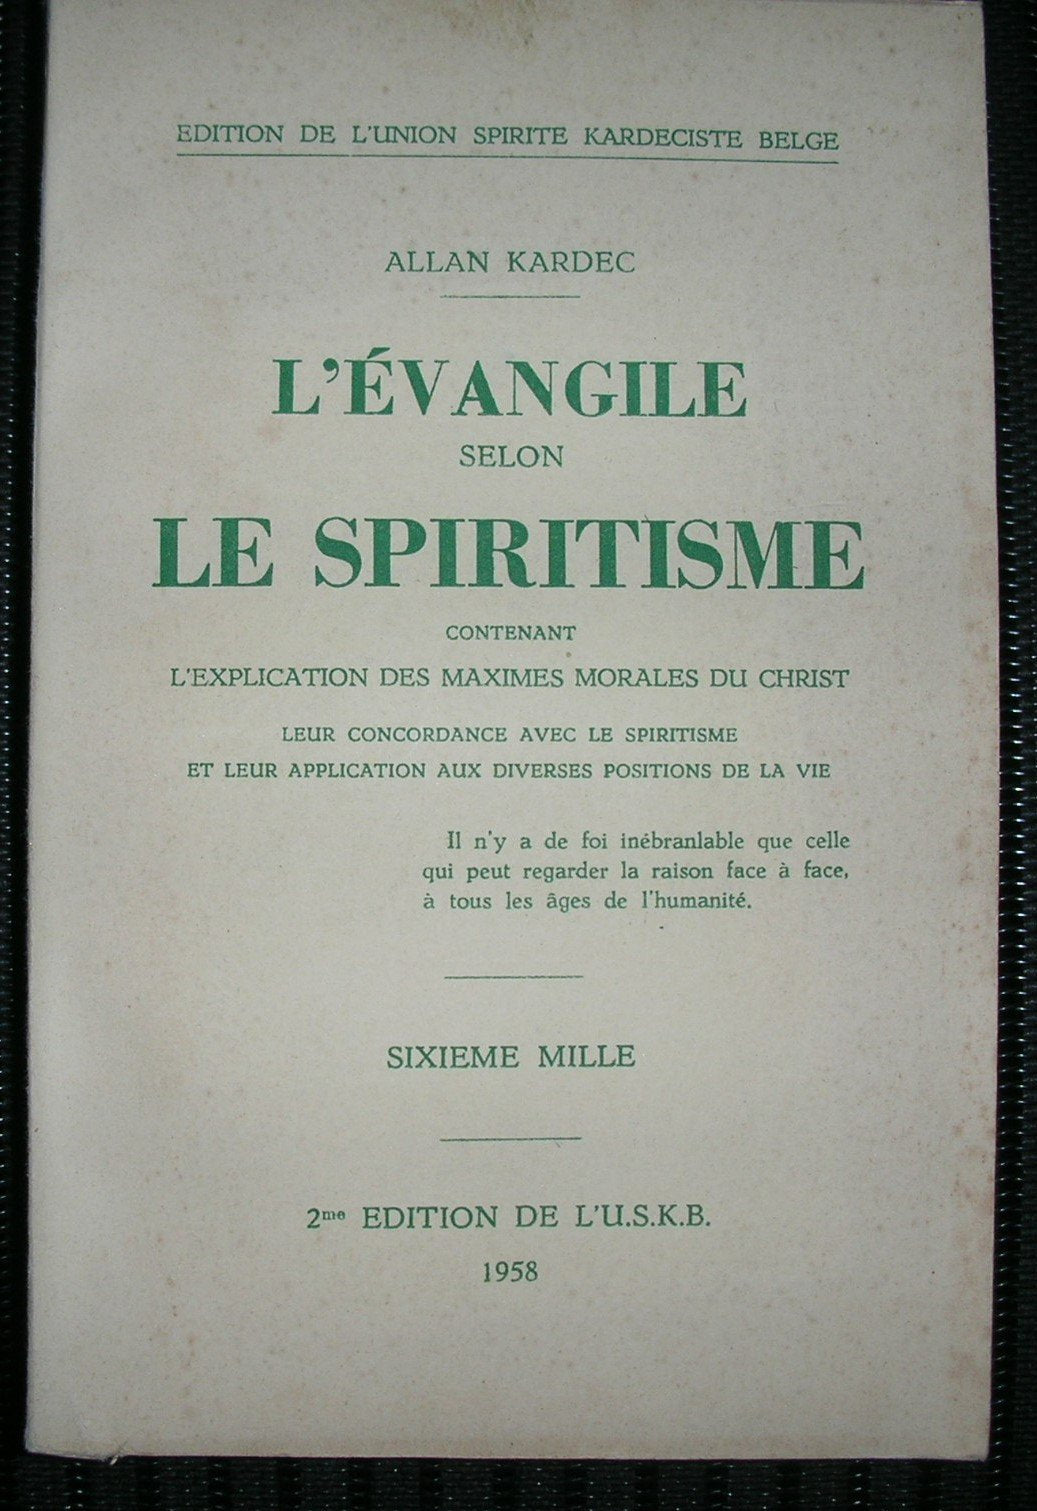 EDITION DE L'UNION SPIRITE KARDECISTE BELGE
ALLAN KARDEC
L'ÉVANGILE
SELON
LE SPIRITISME
CONTENANT
L'EXPLICATION DES MAXIMES MORALES DU CHRIST
LEUR CONCORDANCE AVEC LE SPIRITISME
ET LEUR APPLICATION AUX DIVERSES POSITIONS DE LA VIE
Il n'y a de foi inébranlable que celle
qui peut regarder la raison face à face,
à tous les âges de l'humanité.
SIXIEME MILLE
2me EDITION DE L'U.S.K.B.
1958